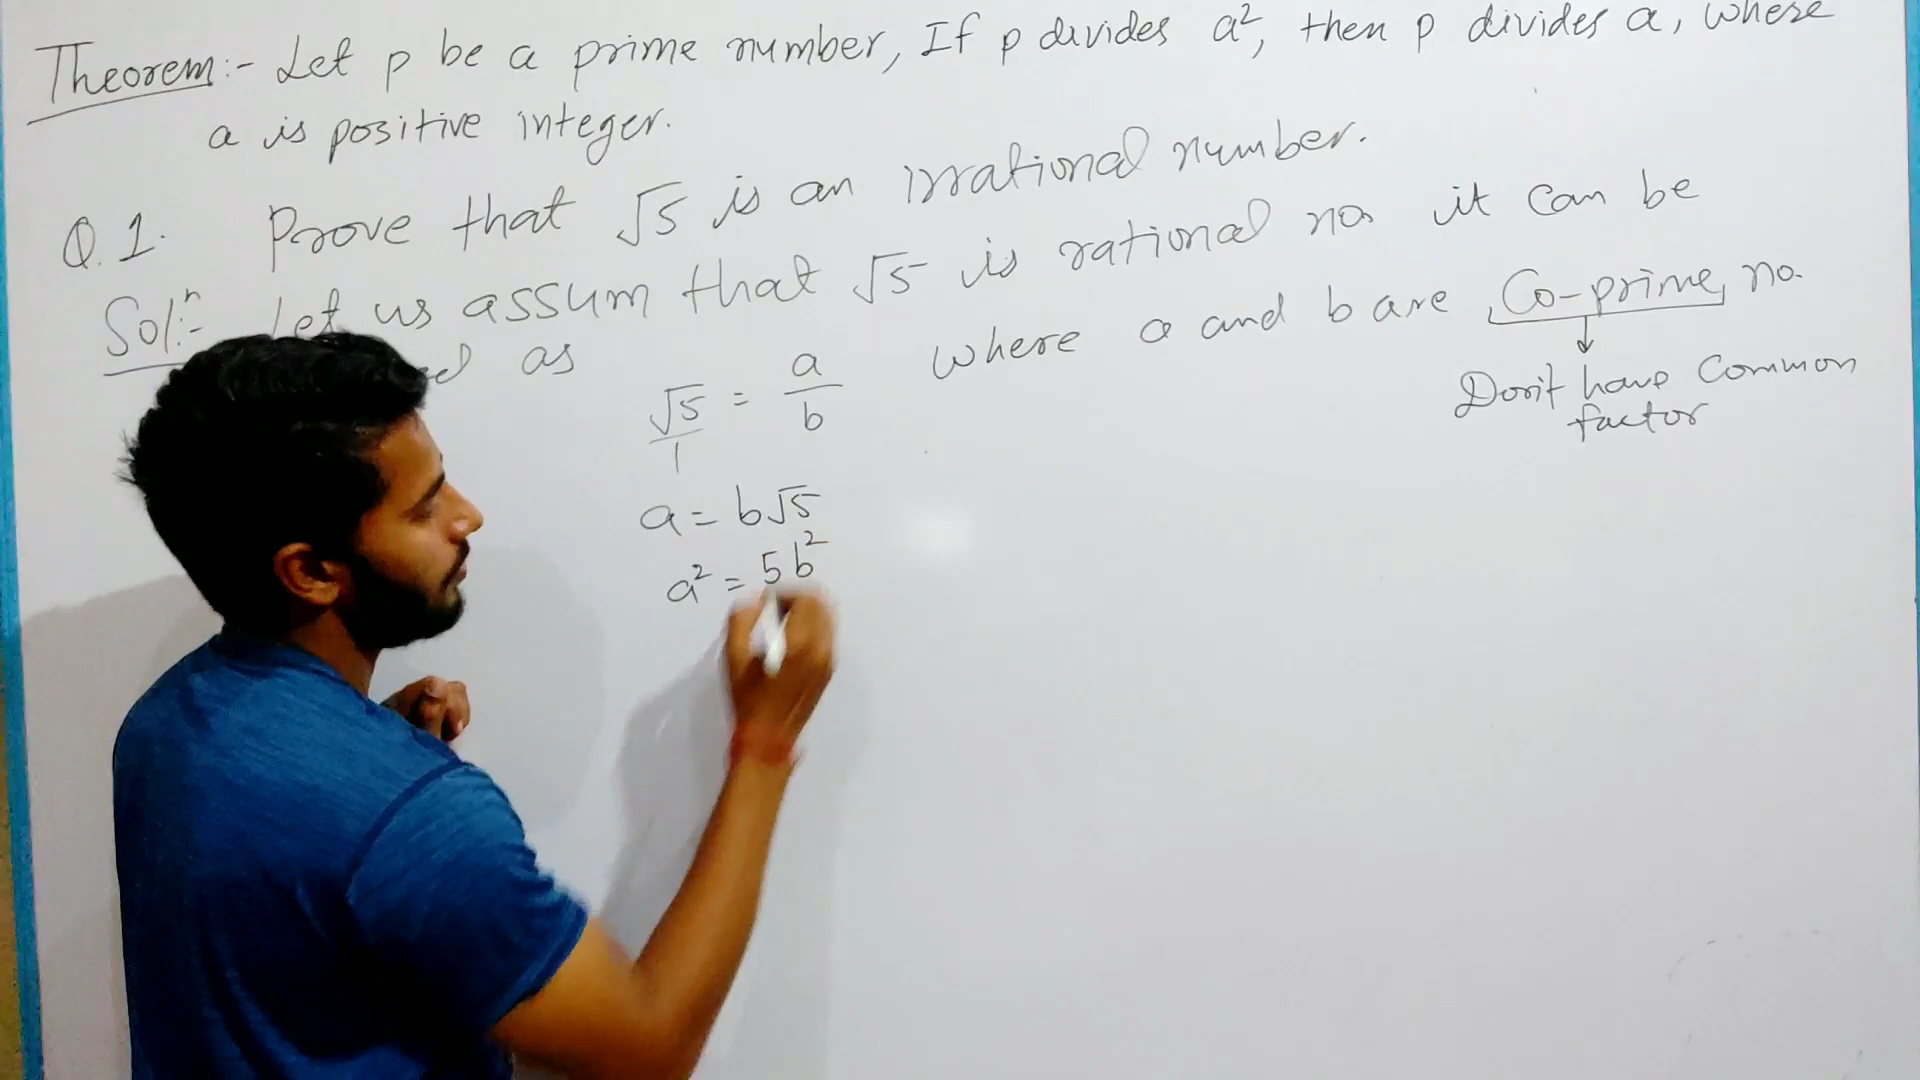 Theorem:- Let p be a prime number, If p divides a², then p divides a, where
a is positive integer.
Q.1. Prove that √5 is an irrational number.
Solⁿ:- Let us assum that √5 is rational no. it can be
as
√5/1 = a/b where a and b are Co-prime no.
Don't have Common
factor
a = b√5
a² = 5b²